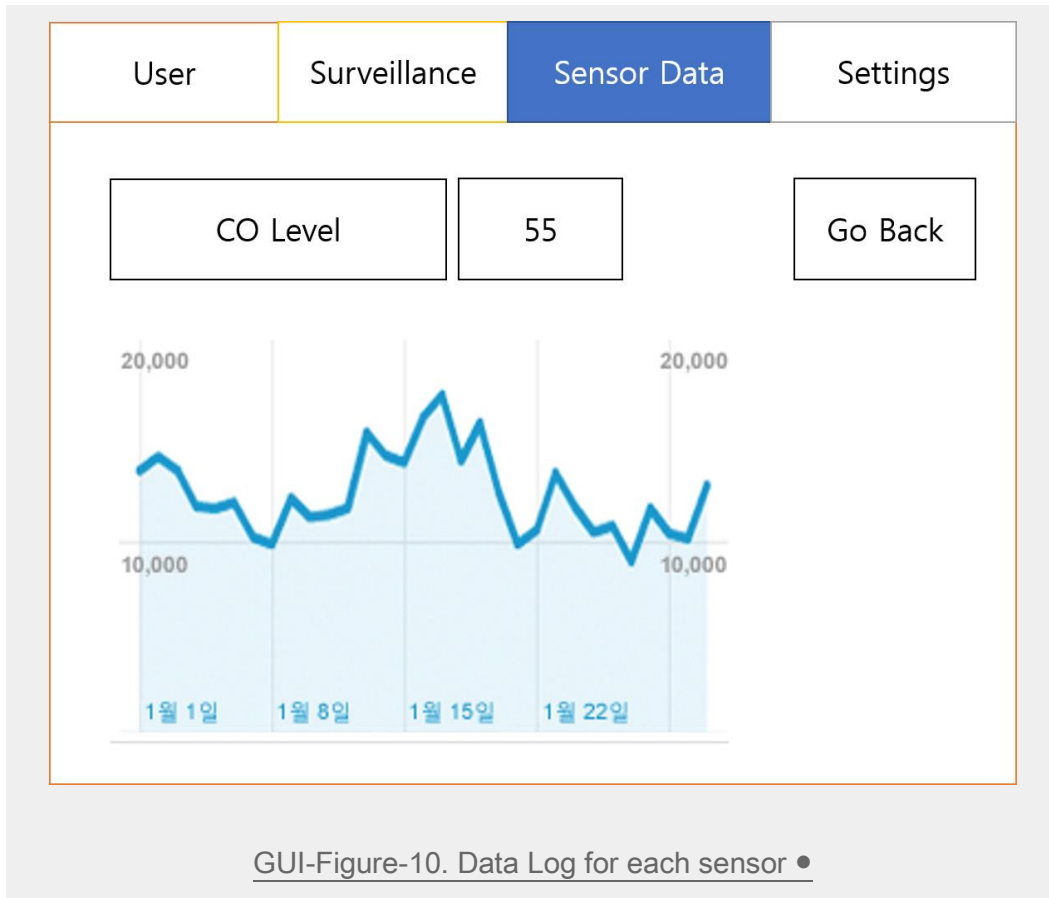 User Surveillance Sensor Data Settings
CO Level 55 Go Back
20,000 20,000
10,000 10,000
1월 1일 1월 8일 1월 15일 1월 22일
GUI-Figure-10. Data Log for each sensor ●